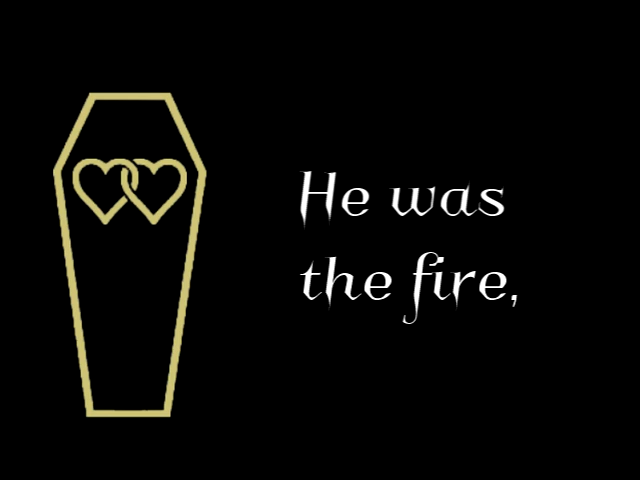 He was
the fire,